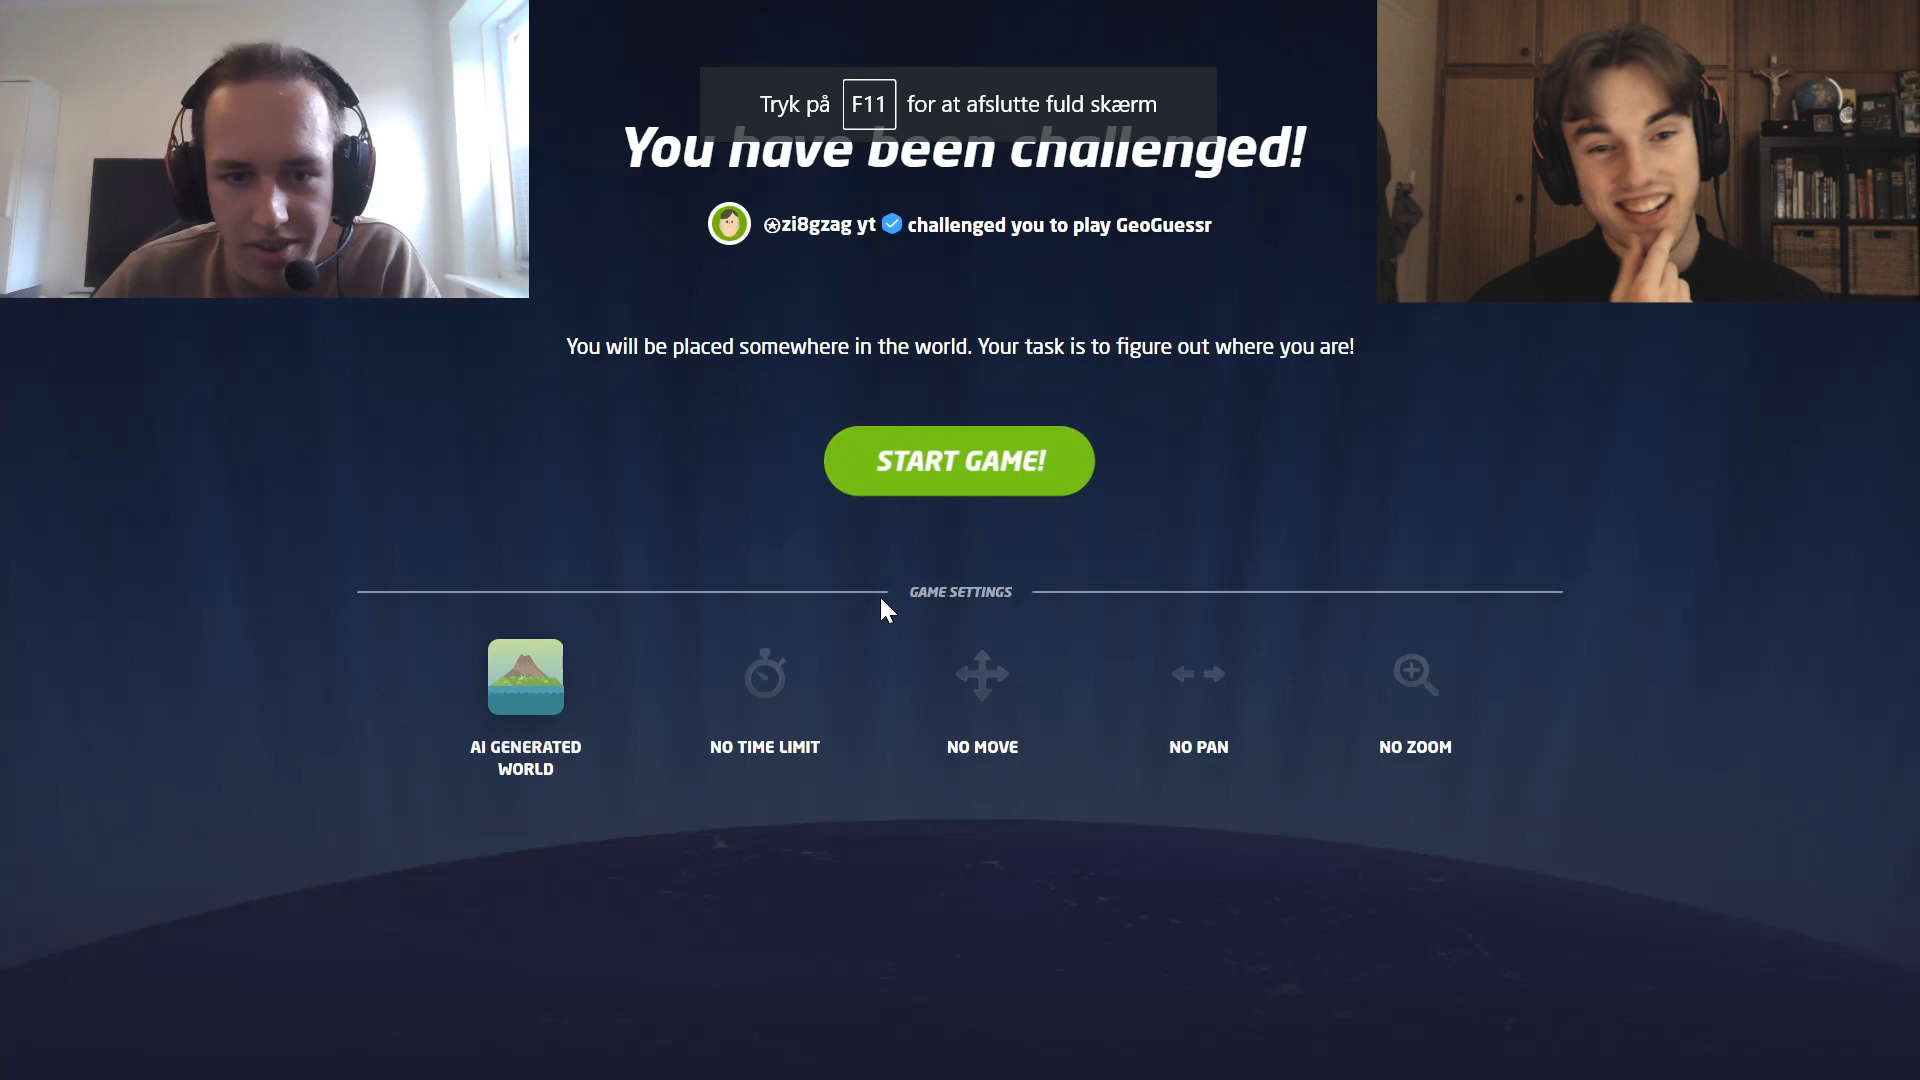 Tryk på F11 for at afslutte fuld skærm
You have been challenged!
zi8gzag yt challenged you to play GeoGuessr
You will be placed somewhere in the world. Your task is to figure out where you are!
START GAME!
GAME SETTINGS
AI GENERATED
WORLD
NO TIME LIMIT
NO MOVE
NO PAN
NO ZOOM